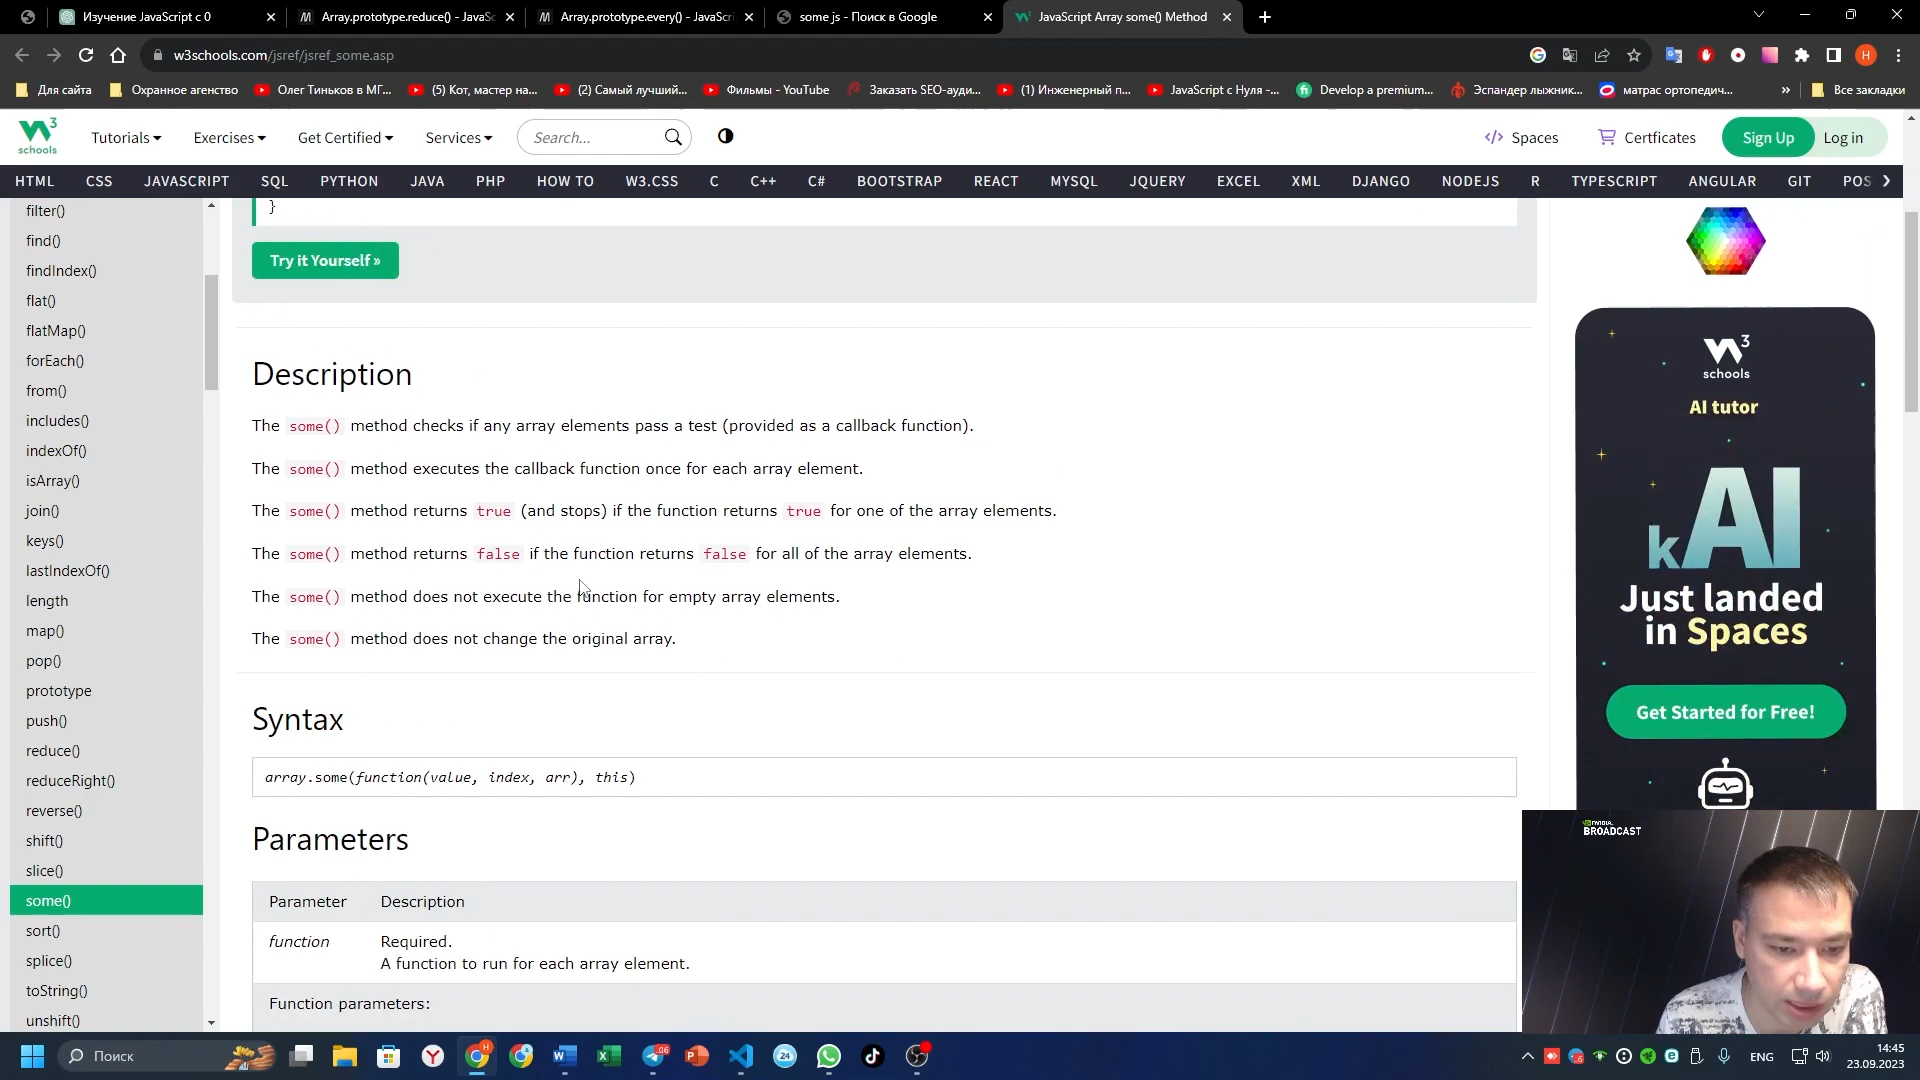 Изучение JavaScript с 0
Array.prototype.reduce() - JavaSc
Array.prototype.every() - JavaScri
some js - Поиск в Google
JavaScript Array some() Method
w3schools.com/jsref/jsref_some.asp
Для сайта
Охранное агенство
Олег Тиньков в МГ...
(5) Кот, мастер на...
(2) Самый лучший...
Фильмы - YouTube
Заказать SEO-ауди...
(1) Инженерный п...
JavaScript с Нуля -...
Develop a premium...
Эспандер лыжник...
матрас ортопедич...
»
Все закладки
W3 schools
Tutorials
Exercises
Get Certified
Services
Search...
Spaces
Certficates
Sign Up
Log in
HTML
CSS
JAVASCRIPT
SQL
PYTHON
JAVA
PHP
HOW TO
W3.CSS
C
C++
C#
BOOTSTRAP
REACT
MYSQL
JQUERY
EXCEL
XML
DJANGO
NODEJS
R
TYPESCRIPT
ANGULAR
GIT
POS
filter()
find()
findIndex()
flat()
flatMap()
forEach()
from()
includes()
indexOf()
isArray()
join()
keys()
lastIndexOf()
length
map()
pop()
prototype
push()
reduce()
reduceRight()
reverse()
shift()
slice()
some()
sort()
splice()
toString()
unshift()
}
Try it Yourself »
Description
The some() method checks if any array elements pass a test (provided as a callback function).
The some() method executes the callback function once for each array element.
The some() method returns true (and stops) if the function returns true for one of the array elements.
The some() method returns false if the function returns false for all of the array elements.
The some() method does not execute the function for empty array elements.
The some() method does not change the original array.
Syntax
array.some(function(value, index, arr), this)
Parameters
Parameter Description
function Required.
A function to run for each array element.
Function parameters:
W3 schools
AI tutor
kAI
Just landed
in Spaces
Get Started for Free!
NVIDIA.
BROADCAST
Поиск
ENG
14:45
23.09.2023